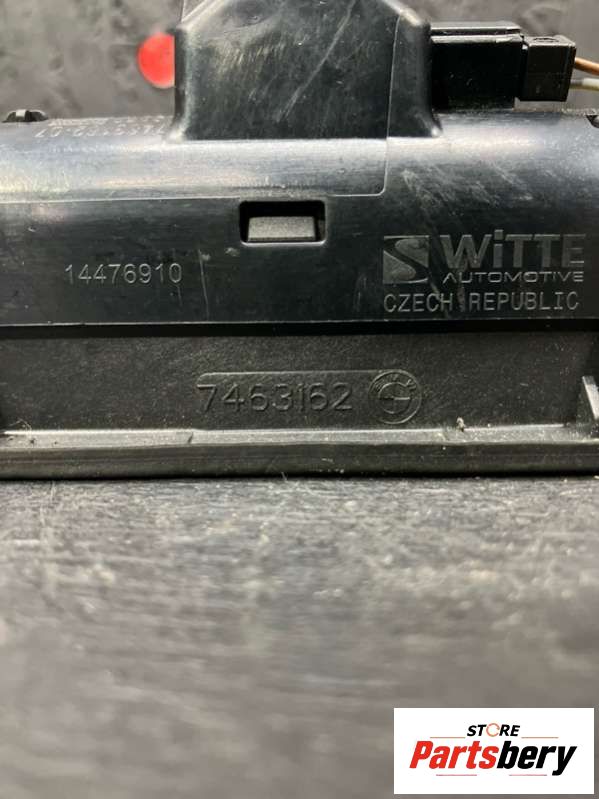 14476910
WiTTE
AUTOMOTIVE
CZECH REPUBLIC
7463162
STORE
Partsbery